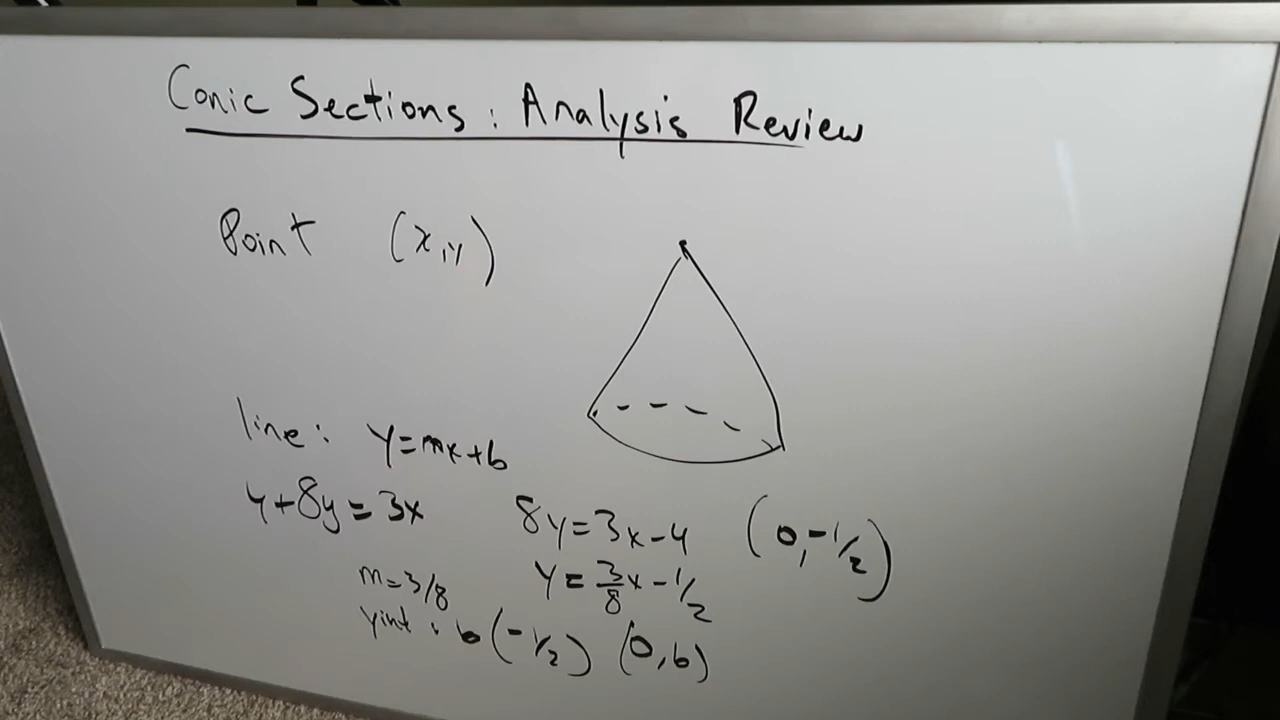 Conic Sections: Analysis Review
Point (x,y)
line: y=mx+b
4+8y=3x 8y=3x-4 (0,-1/2)
m=3/8 y=3/8x-1/2
yint: b(-1/2) (0,b)